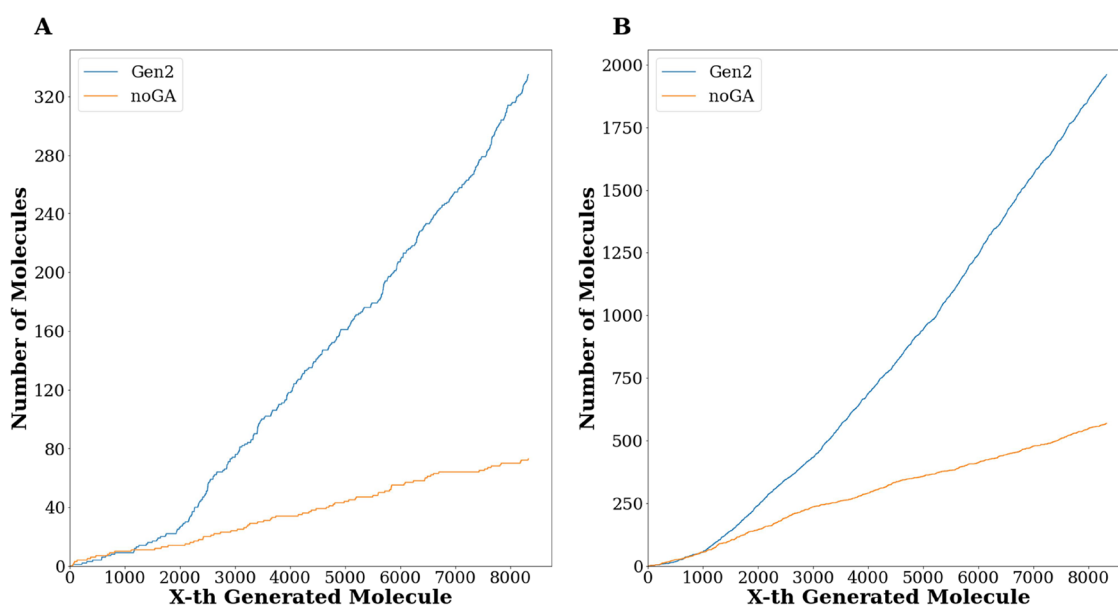 A
Gen2
noGA
320
280
240
200
160
120
80
40
0
Number of Molecules
0 1000 2000 3000 4000 5000 6000 7000 8000
X-th Generated Molecule
B
Gen2
noGA
2000
1750
1500
1250
1000
750
500
250
0
Number of Molecules
0 1000 2000 3000 4000 5000 6000 7000 8000
X-th Generated Molecule